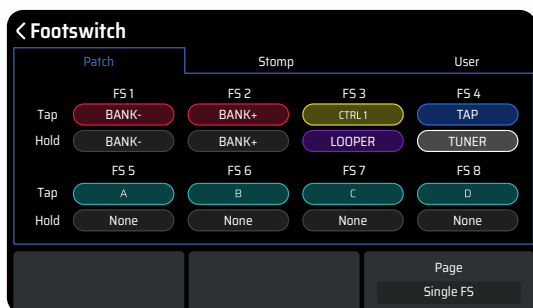 Footswitch
Patch Stomp User
FS 1 FS 2 FS 3 FS 4
Tap BANK- BANK+ CTRL 1 TAP
Hold BANK- BANK+ LOOPER TUNER
FS 5 FS 6 FS 7 FS 8
Tap A B C D
Hold None None None None
Page
Single FS